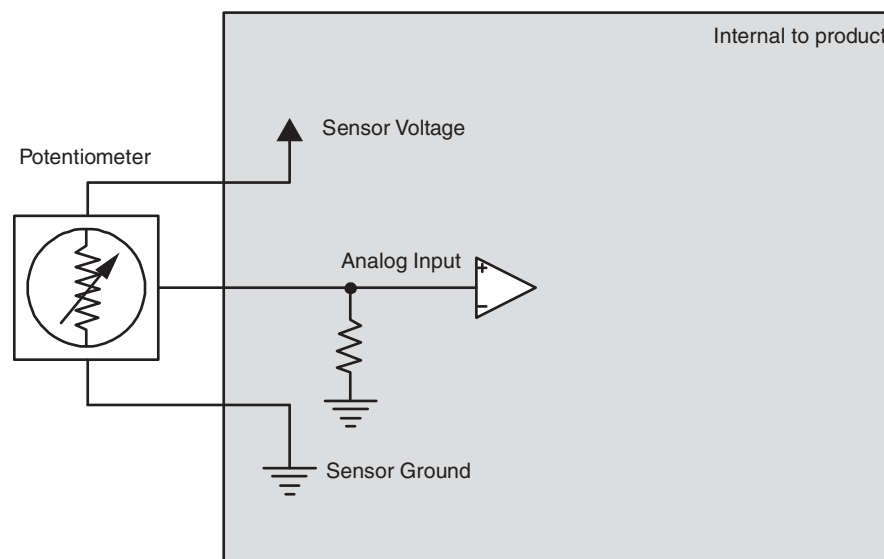 Internal to product
Sensor Voltage
Potentiometer
Analog Input
+
−
Sensor Ground